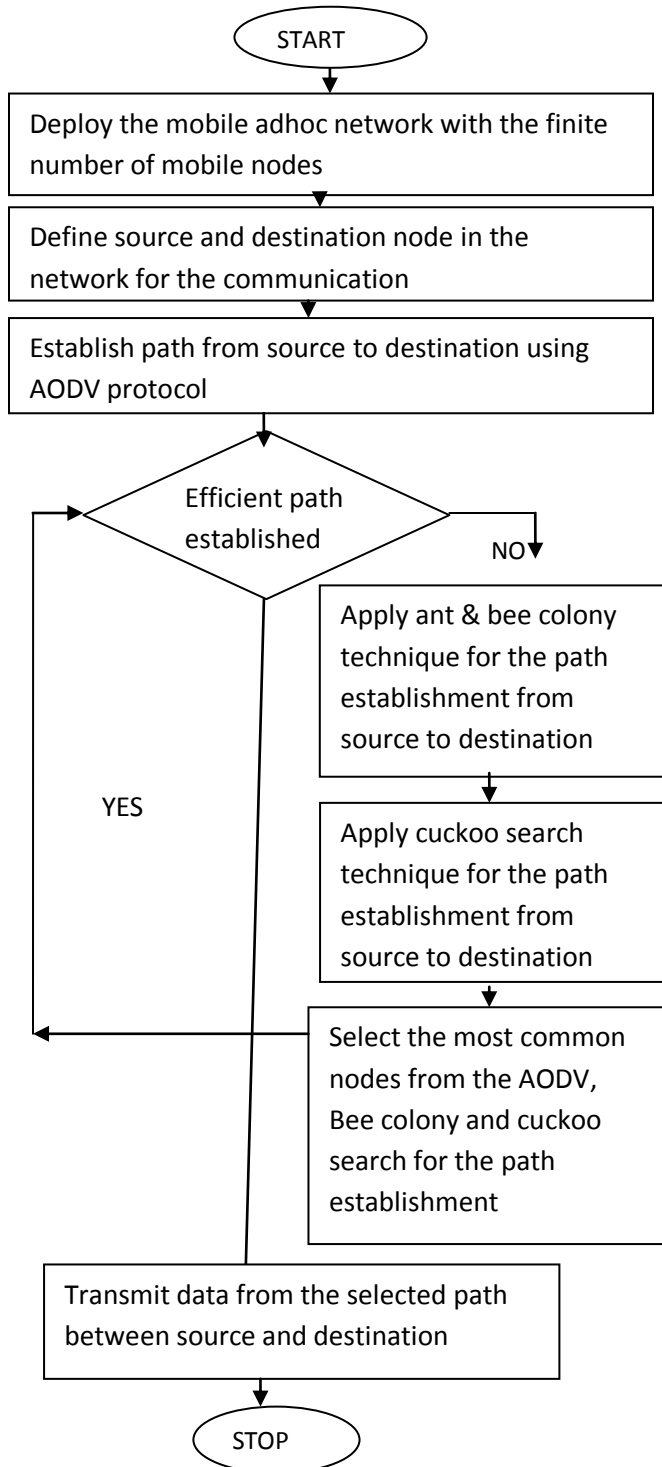 START
Deploy the mobile adhoc network with the finite
number of mobile nodes
Define source and destination node in the
network for the communication
Establish path from source to destination using
AODV protocol
Efficient path
established
NO
Apply ant & bee colony
technique for the path
establishment from
source to destination
YES
Apply cuckoo search
technique for the path
establishment from
source to destination
Select the most common
nodes from the AODV,
Bee colony and cuckoo
search for the path
establishment
Transmit data from the selected path
between source and destination
STOP